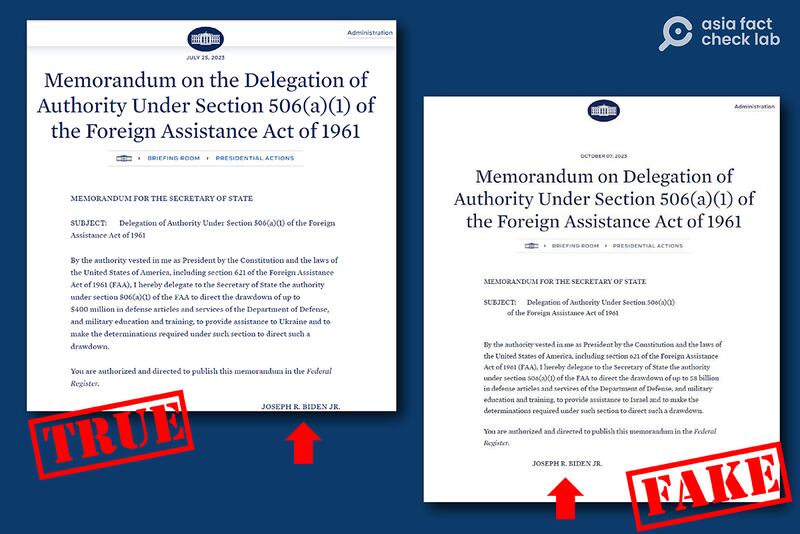 asia fact
check lab
Administration
JULY 25, 2023
Memorandum on the Delegation of
Authority Under Section 506(a)(1) of
the Foreign Assistance Act of 1961
BRIEFING ROOM
PRESIDENTIAL ACTIONS
MEMORANDUM FOR THE SECRETARY OF STATE
SUBJECT: Delegation of Authority Under Section 506(a)(1) of the Foreign
Assistance Act of 1961
By the authority vested in me as President by the Constitution and the laws of
the United States of America, including section 621 of the Foreign Assistance
Act of 1961 (FAA), I hereby delegate to the Secretary of State the authority
under section 506(a)(1) of the FAA to direct the drawdown of up to
$400 million in defense articles and services of the Department of Defense,
and military education and training, to provide assistance to Ukraine and to
make the determinations required under such section to direct such a
drawdown.
You are authorized and directed to publish this memorandum in the Federal
Register.
JOSEPH R. BIDEN JR.
TRUE
Administration
OCTOBER 07, 2023
Memorandum on Delegation of
Authority Under Section 506(a)(1) of
the Foreign Assistance Act of 1961
BRIEFING ROOM
PRESIDENTIAL ACTIONS
MEMORANDUM FOR THE SECRETARY OF STATE
SUBJECT: Delegation of Authority Under Section 506(a)(1)
of the Foreign Assistance Act of 1961
By the authority vested in me as President by the Constitution and the laws of
the United States of America, including section 621 of the Foreign Assistance
Act of 1961 (FAA), I hereby delegate to the Secretary of State the authority
under section 506(a)(1) of the FAA to direct the drawdown of up to $8 billion
in defense articles and services of the Department of Defense, and military
education and training, to provide assistance to Israel and to make the
determinations required under such section to direct such a drawdown.
You are authorized and directed to publish this memorandum in the Federal
Register.
JOSEPH R. BIDEN JR.
FAKE